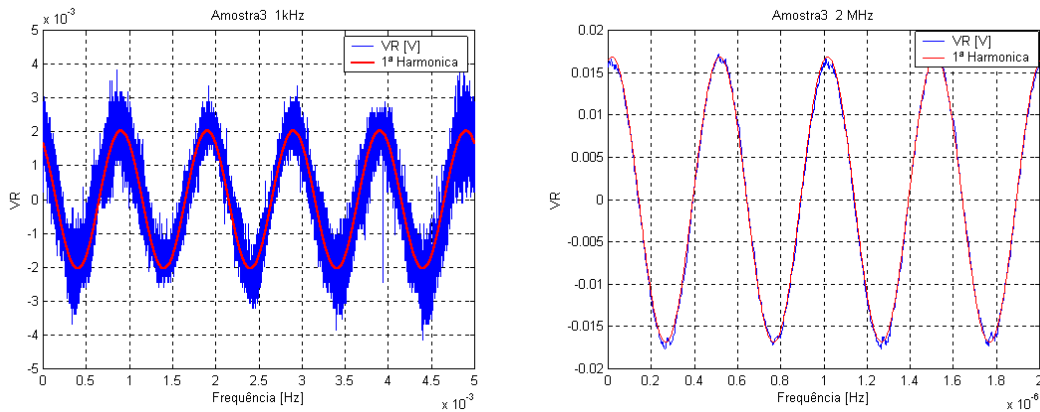 Amostra3 1kHz
x 10^-3
5
4
3
2
1
0
-1
-2
-3
-4
-5
VR
VR [V]
1ª Harmonica
0 0.5 1 1.5 2 2.5 3 3.5 4 4.5 5
Frequência [Hz]
x 10^-3
Amostra3 2 MHz
0.02
0.015
0.01
0.005
0
-0.005
-0.01
-0.015
-0.02
VR
VR [V]
1ª Harmonica
0 0.2 0.4 0.6 0.8 1 1.2 1.4 1.6 1.8 2
Frequência [Hz]
x 10^-6